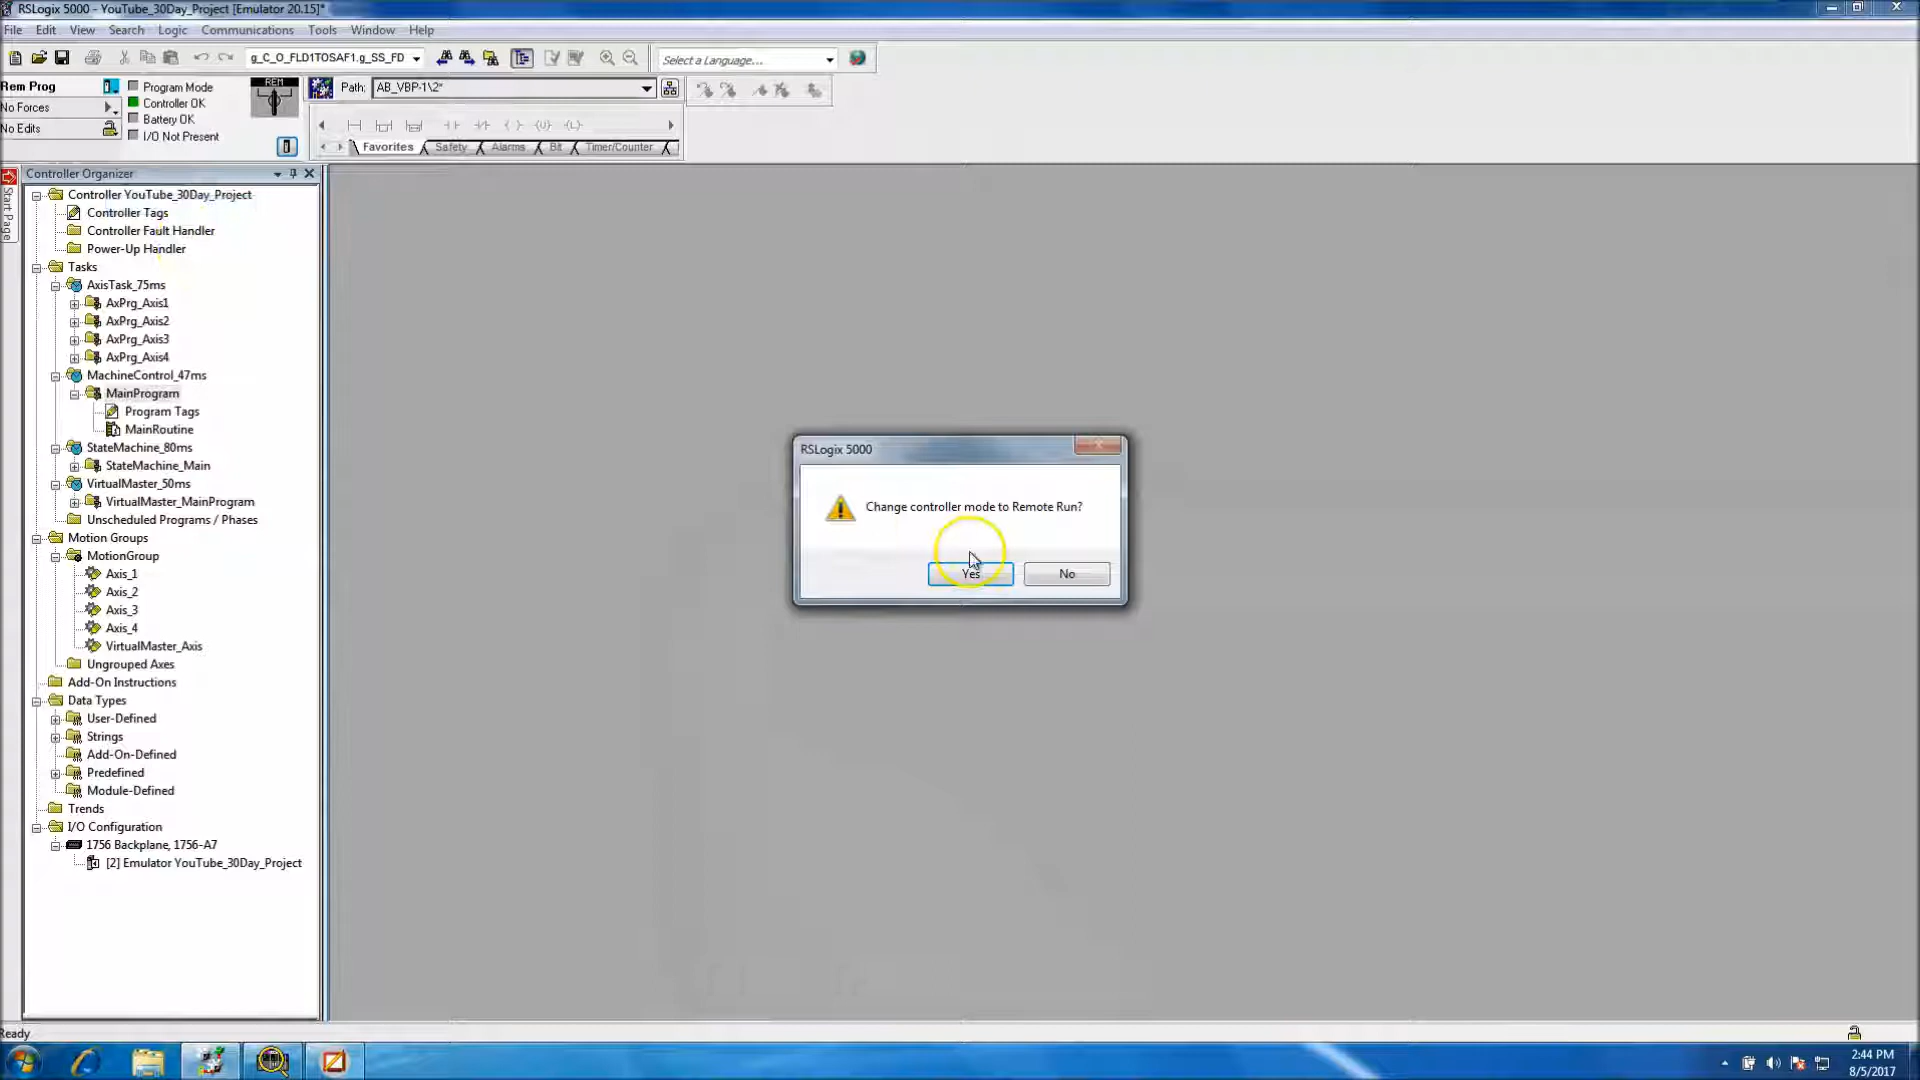 RSLogix 5000 - YouTube_30Day_Project [Emulator 20.15]*
File Edit View Search Logic Communications Tools Window Help
g_C_O_FLD1TOSAF1.g_SS_FD
Select a Language...
Rem Prog
Program Mode
REM
Path: AB_VBP-1\2*
No Forces
Controller OK
Battery OK
No Edits
I/O Not Present
Favorites Safety Alarms Bit Timer/Counter
Start Page
Controller Organizer
Controller YouTube_30Day_Project
Controller Tags
Controller Fault Handler
Power-Up Handler
Tasks
AxisTask_75ms
AxPrg_Axis1
AxPrg_Axis2
AxPrg_Axis3
AxPrg_Axis4
MachineControl_47ms
MainProgram
Program Tags
MainRoutine
StateMachine_80ms
StateMachine_Main
VirtualMaster_50ms
VirtualMaster_MainProgram
Unscheduled Programs / Phases
Motion Groups
MotionGroup
Axis_1
Axis_2
Axis_3
Axis_4
VirtualMaster_Axis
Ungrouped Axes
Add-On Instructions
Data Types
User-Defined
Strings
Add-On-Defined
Predefined
Module-Defined
Trends
I/O Configuration
1756 Backplane, 1756-A7
[2] Emulator YouTube_30Day_Project
RSLogix 5000
Change controller mode to Remote Run?
Yes No
Ready
2:44 PM
8/5/2017